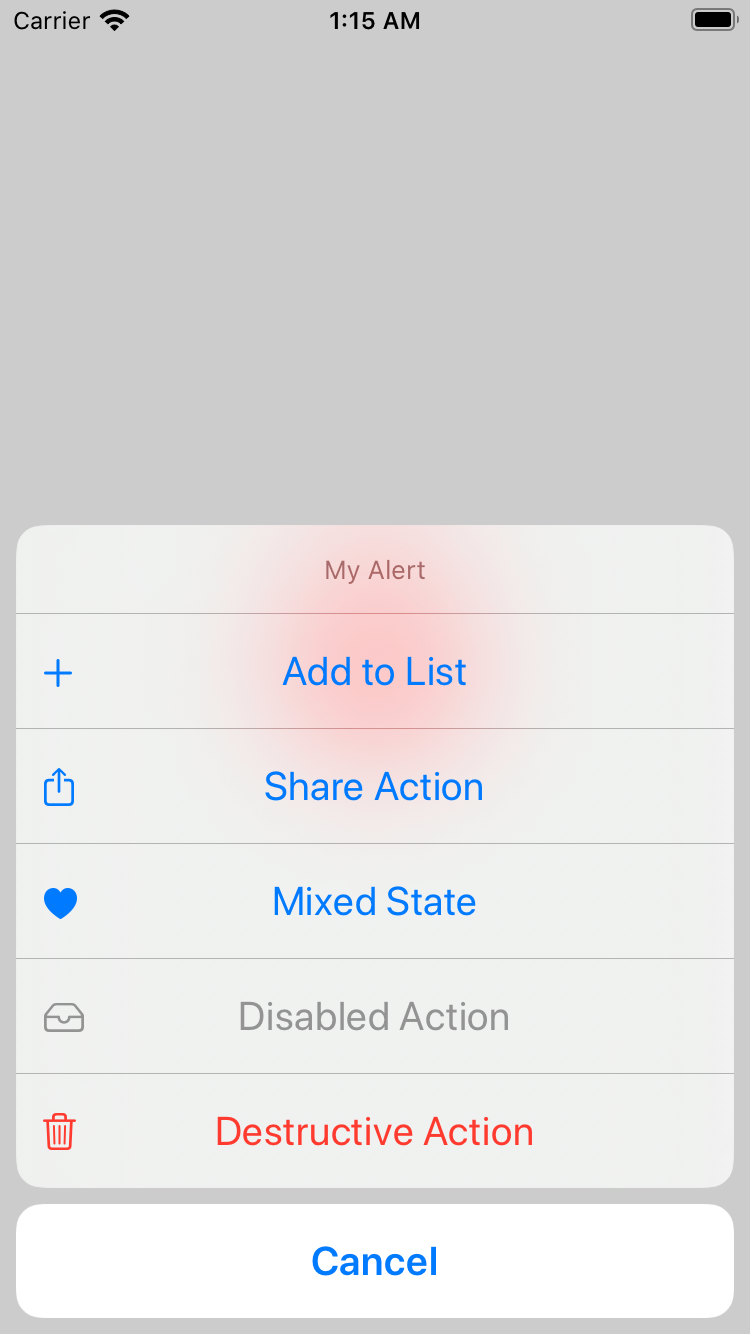 Carrier 1:15 AM
My Alert
Add to List
Share Action
Mixed State
Disabled Action
Destructive Action
Cancel